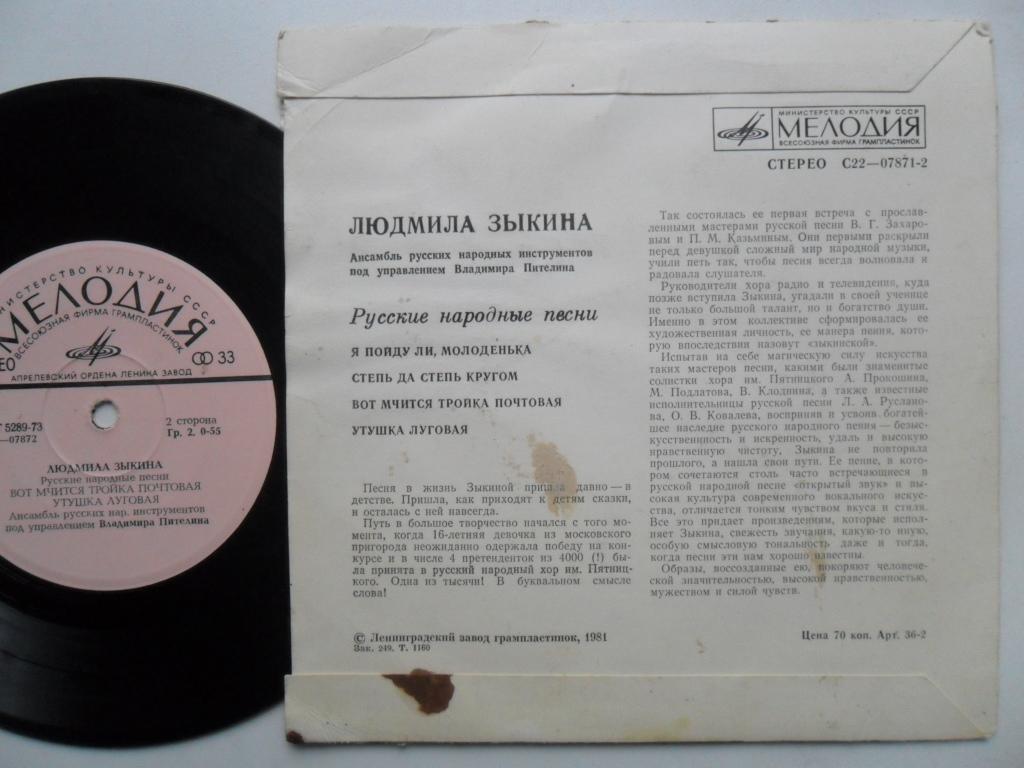 МИНИСТЕРСТВО КУЛЬТУРЫ СССР
МЕЛОДИЯ
ВСЕСОЮЗНАЯ ФИРМА ГРАМПЛАСТИНОК
СТЕРЕО С22—07871-2
ЛЮДМИЛА ЗЫКИНА
Ансамбль русских народных инструментов
под управлением Владимира Пителина
Русские народные песни
Я ПОЙДУ ЛИ, МОЛОДЕНЬКА
СТЕПЬ ДА СТЕПЬ КРУГОМ
ВОТ МЧИТСЯ ТРОЙКА ПОЧТОВАЯ
УТУШКА ЛУГОВАЯ
Песня в жизнь Зыкиной пришла давно — в
детстве. Пришла, как приходят к детям сказки,
и осталась с ней навсегда.
Путь в большое творчество начался с того мо-
мента, когда 16-летняя девочка из московского
пригорода неожиданно одержала победу на кон-
курсе и в числе 4 претендентов из 4000 (!) бы-
ла принята в русский народный хор им. Пятниц-
кого. Одна из тысячи! В буквальном смысле
слова!
Так состоялась ее первая встреча с прослав-
ленными мастерами русской песни В. Г. Захаро-
вым и П. М. Казьминым. Они первыми раскрыли
перед девушкой сложный мир народной музыки,
учили петь так, чтобы песня всегда волновала и
радовала слушателя.
Руководители хора радио и телевидения, куда
позже вступила Зыкина, угадали в своей ученице
не только большой талант, но и богатство души.
Именно в этом коллективе сформировалась ее
художественная личность, ее манера пения, кото-
рую впоследствии назовут «зыкинской».
Испытав на себе магическую силу искусства
таких мастеров песни, какими были знаменитые
солистки хора им. Пятницкого А. Прокошина,
М. Подлатова, В. Клоднина, а также известные
исполнительницы русской песни Л. А. Руслано-
ва, О. В. Ковалева, восприняв и усвоив богатей-
шее наследие русского народного пения — безыс-
кусственность и искренность, удаль и высокую
нравственную чистоту, Зыкина не повторила
прошлого, а нашла свои пути. Ее пение, в кото-
ром сочетаются столь часто встречающиеся в
русской народной песне «открытый звук» и вы-
сокая культура современного вокального искус-
ства, отличается тонким чувством вкуса и стиля.
Все это придает произведениям, которые испол-
няет Зыкина, свежесть звучания, какую-то иную,
особую смысловую тональность даже и тогда,
когда песни эти нам хорошо известны.
Образы, воссозданные ею, покоряют человече-
ской значительностью, высокой нравственностью,
мужеством и силой чувств.
© Ленинградский завод грампластинок, 1981
Зак. 249. Т. 1160
Цена 70 коп. Арт. 36-2
МИНИСТЕРСТВО КУЛЬТУРЫ СССР
МЕЛОДИЯ
ВСЕСОЮЗНАЯ ФИРМА ГРАМПЛАСТИНОК
ЕО 33
АПРЕЛЕВСКИЙ ОРДЕНА ЛЕНИНА ЗАВОД
5289-73 2 сторона
—07872 Гр. 2. 0-55
ЛЮДМИЛА ЗЫКИНА
Русские народные песни
ВОТ МЧИТСЯ ТРОЙКА ПОЧТОВАЯ
УТУШКА ЛУГОВАЯ
Ансамбль русских нар. инструментов
под управлением Владимира Пителина